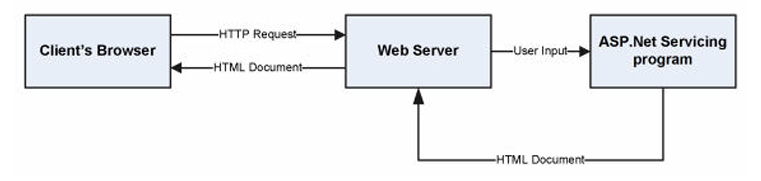 Client's Browser
HTTP Request
HTML Document
Web Server
User Input
ASP.Net Servicing
program
HTML Document